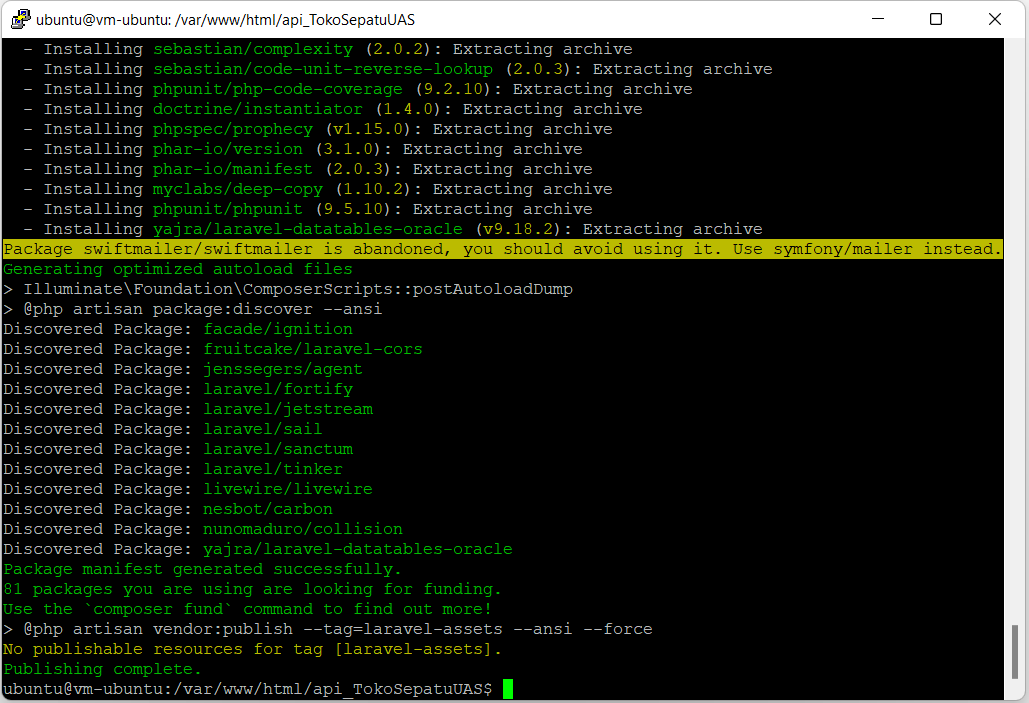 ubuntu@vm-ubuntu: /var/www/html/api_TokoSepatuUAS
- Installing sebastian/complexity (2.0.2): Extracting archive
- Installing sebastian/code-unit-reverse-lookup (2.0.3): Extracting archive
- Installing phpunit/php-code-coverage (9.2.10): Extracting archive
- Installing doctrine/instantiator (1.4.0): Extracting archive
- Installing phpspec/prophecy (v1.15.0): Extracting archive
- Installing phar-io/version (3.1.0): Extracting archive
- Installing phar-io/manifest (2.0.3): Extracting archive
- Installing myclabs/deep-copy (1.10.2): Extracting archive
- Installing phpunit/phpunit (9.5.10): Extracting archive
- Installing yajra/laravel-datatables-oracle (v9.18.2): Extracting archive
Package swiftmailer/swiftmailer is abandoned, you should avoid using it. Use symfony/mailer instead.
Generating optimized autoload files
> Illuminate\Foundation\ComposerScripts::postAutoloadDump
> @php artisan package:discover --ansi
Discovered Package: facade/ignition
Discovered Package: fruitcake/laravel-cors
Discovered Package: jenssegers/agent
Discovered Package: laravel/fortify
Discovered Package: laravel/jetstream
Discovered Package: laravel/sail
Discovered Package: laravel/sanctum
Discovered Package: laravel/tinker
Discovered Package: livewire/livewire
Discovered Package: nesbot/carbon
Discovered Package: nunomaduro/collision
Discovered Package: yajra/laravel-datatables-oracle
Package manifest generated successfully.
81 packages you are using are looking for funding.
Use the `composer fund` command to find out more!
> @php artisan vendor:publish --tag=laravel-assets --ansi --force
No publishable resources for tag [laravel-assets].
Publishing complete.
ubuntu@vm-ubuntu:/var/www/html/api_TokoSepatuUAS$